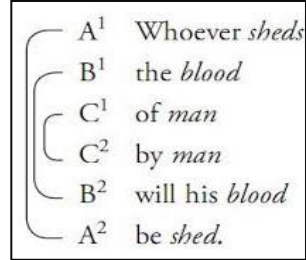 A¹ Whoever sheds
B¹ the blood
C¹ of man
C² by man
B² will his blood
A² be shed.